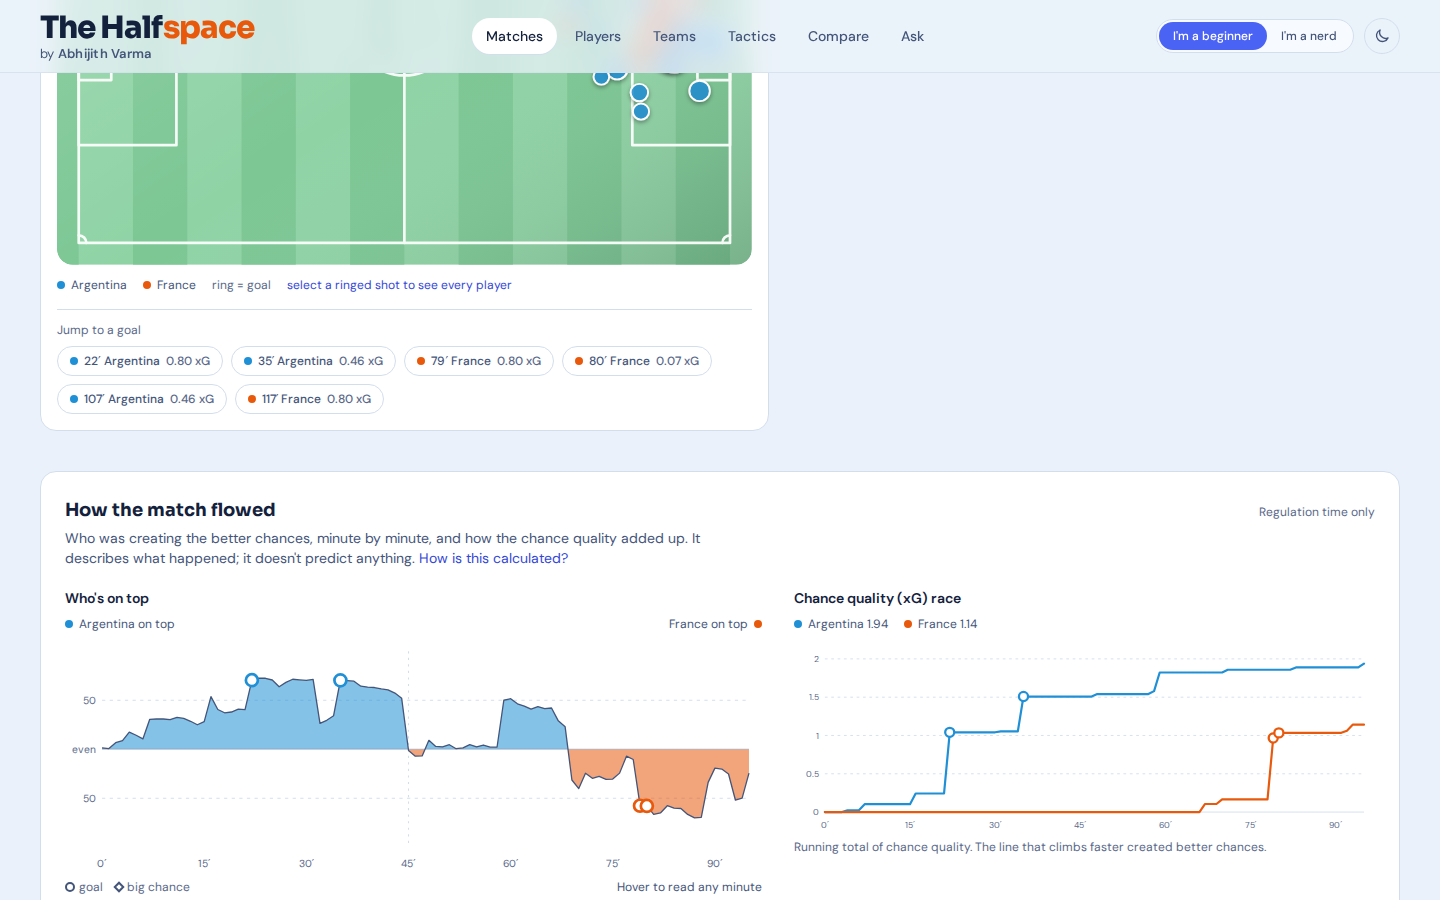 The Halfspace
by Abhijith Varma
Matches
Players
Teams
Tactics
Compare
Ask
I'm a beginner
I'm a nerd
Argentina
France
ring = goal
select a ringed shot to see every player
Jump to a goal
22′ Argentina 0.80 xG
35′ Argentina 0.46 xG
79′ France 0.80 xG
80′ France 0.07 xG
107′ Argentina 0.46 xG
117′ France 0.80 xG
How the match flowed
Regulation time only
Who was creating the better chances, minute by minute, and how the chance quality added up. It
describes what happened; it doesn't predict anything. How is this calculated?
Who's on top
Argentina on top
France on top
50
even
50
0′ 15′ 30′ 45′ 60′ 75′ 90′
goal
big chance
Hover to read any minute
Chance quality (xG) race
Argentina 1.94
France 1.14
2
1.5
1
0.5
0
0′ 15′ 30′ 45′ 60′ 75′ 90′
Running total of chance quality. The line that climbs faster created better chances.